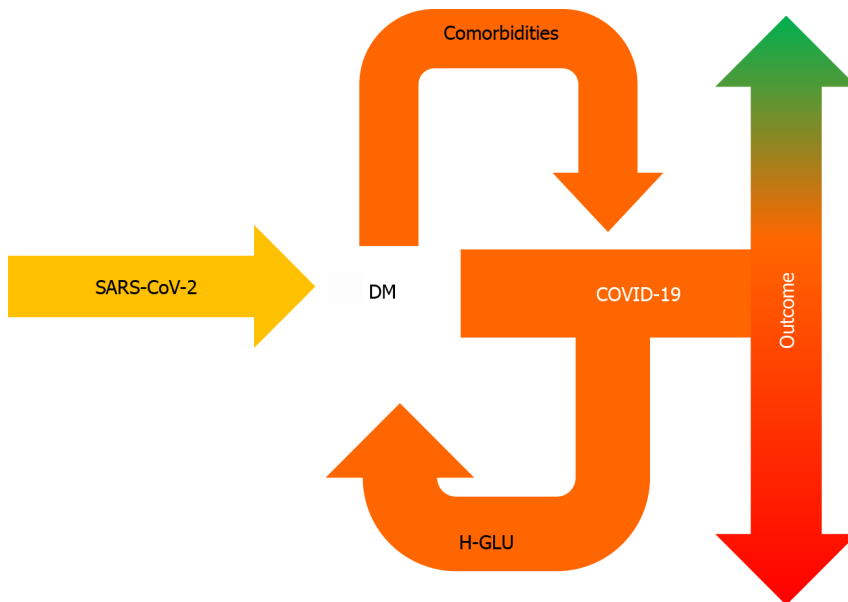 Comorbidities
SARS-CoV-2
DM
COVID-19
Outcome
H-GLU